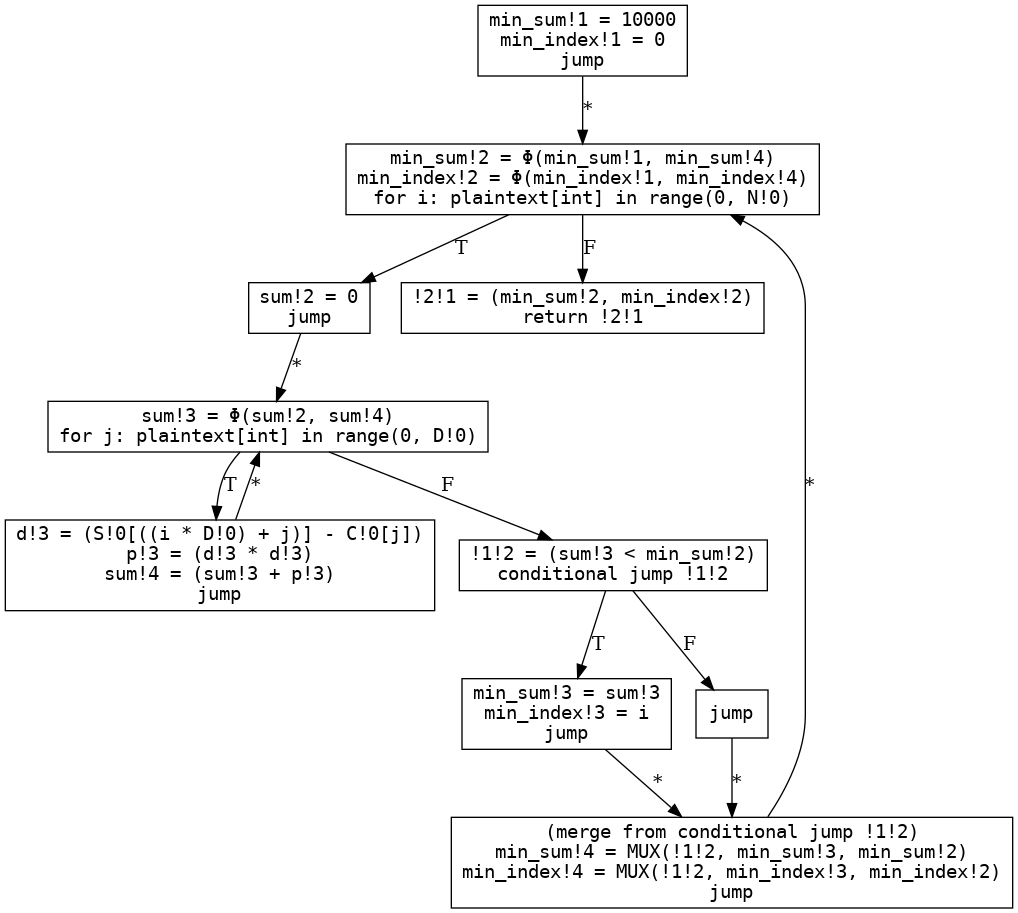 min_sum!1 = 10000
min_index!1 = 0
jump
*
min_sum!2 = Φ(min_sum!1, min_sum!4)
min_index!2 = Φ(min_index!1, min_index!4)
for i: plaintext[int] in range(0, N!0)
T
F
sum!2 = 0
jump
!2!1 = (min_sum!2, min_index!2)
return !2!1
*
sum!3 = Φ(sum!2, sum!4)
for j: plaintext[int] in range(0, D!0)
T
*
F
*
d!3 = (S!0[((i * D!0) + j)] - C!0[j])
p!3 = (d!3 * d!3)
sum!4 = (sum!3 + p!3)
jump
!1!2 = (sum!3 < min_sum!2)
conditional jump !1!2
T
F
min_sum!3 = sum!3
min_index!3 = i
jump
jump
*
*
(merge from conditional jump !1!2)
min_sum!4 = MUX(!1!2, min_sum!3, min_sum!2)
min_index!4 = MUX(!1!2, min_index!3, min_index!2)
jump